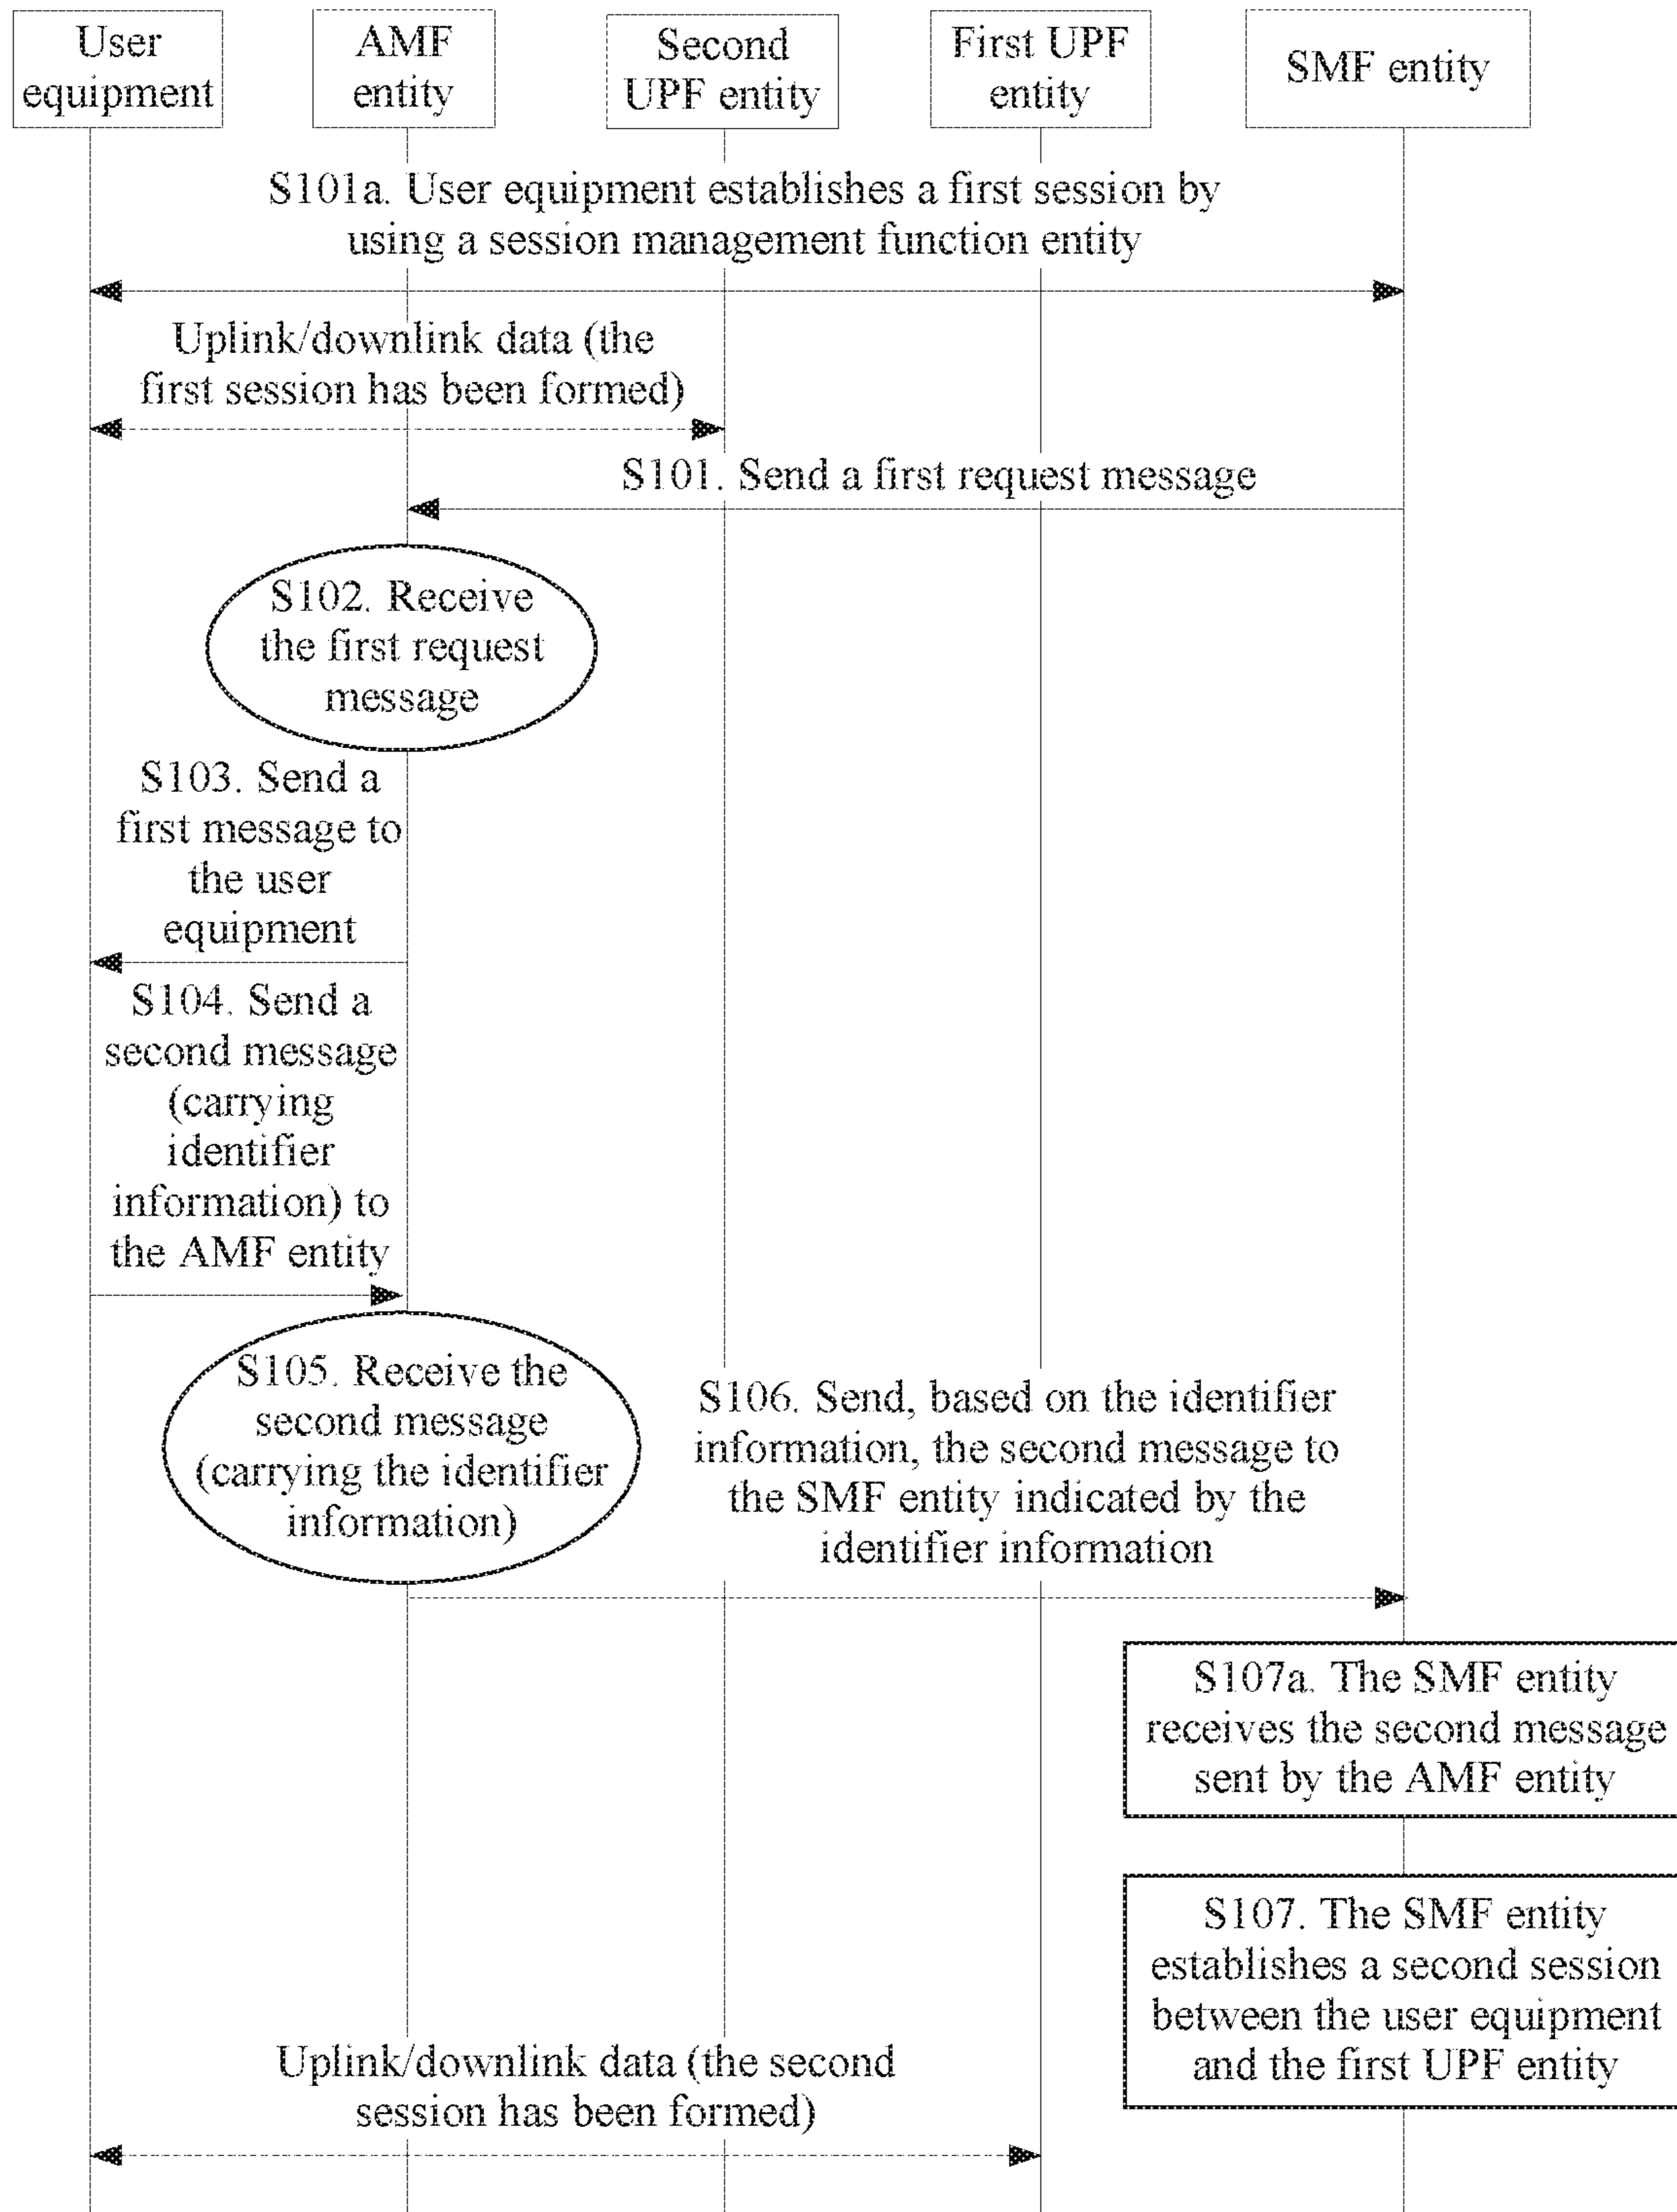 User
equipment
AMF
entity
Second
UPF entity
First UPF
entity
SMF entity
S101a. User equipment establishes a first session by
using a session management function entity
Uplink/downlink data (the
first session has been formed)
S101. Send a first request message
S102. Receive
the first request
message
S103. Send a
first message to
the user
equipment
S104. Send a
second message
(carrying
identifier
information) to
the AMF entity
S105. Receive the
second message
(carrying the identifier
information)
S106. Send, based on the identifier
information, the second message to
the SMF entity indicated by the
identifier information
S107a. The SMF entity
receives the second message
sent by the AMF entity
S107. The SMF entity
establishes a second session
between the user equipment
and the first UPF entity
Uplink/downlink data (the second
session has been formed)